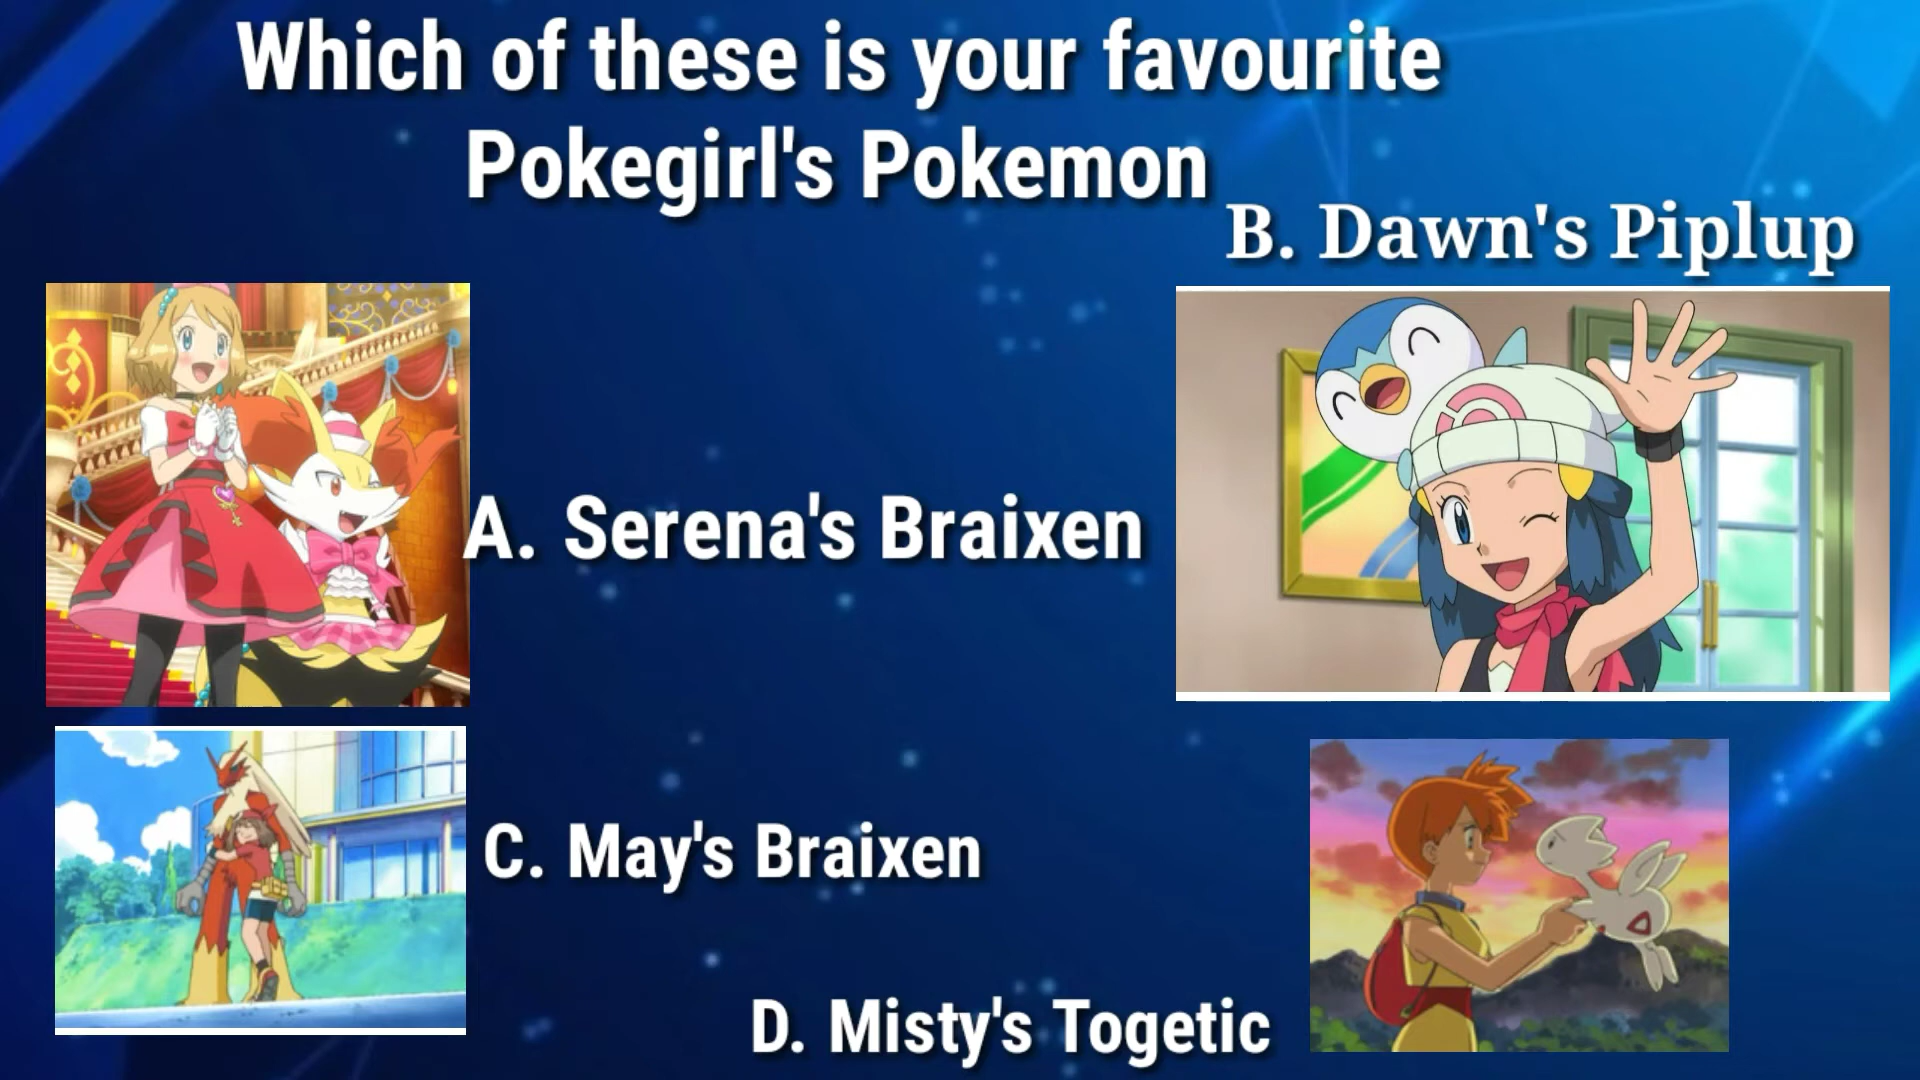 Which of these is your favourite
Pokegirl's Pokemon
B. Dawn's Piplup
A. Serena's Braixen
C. May's Braixen
D. Misty's Togetic